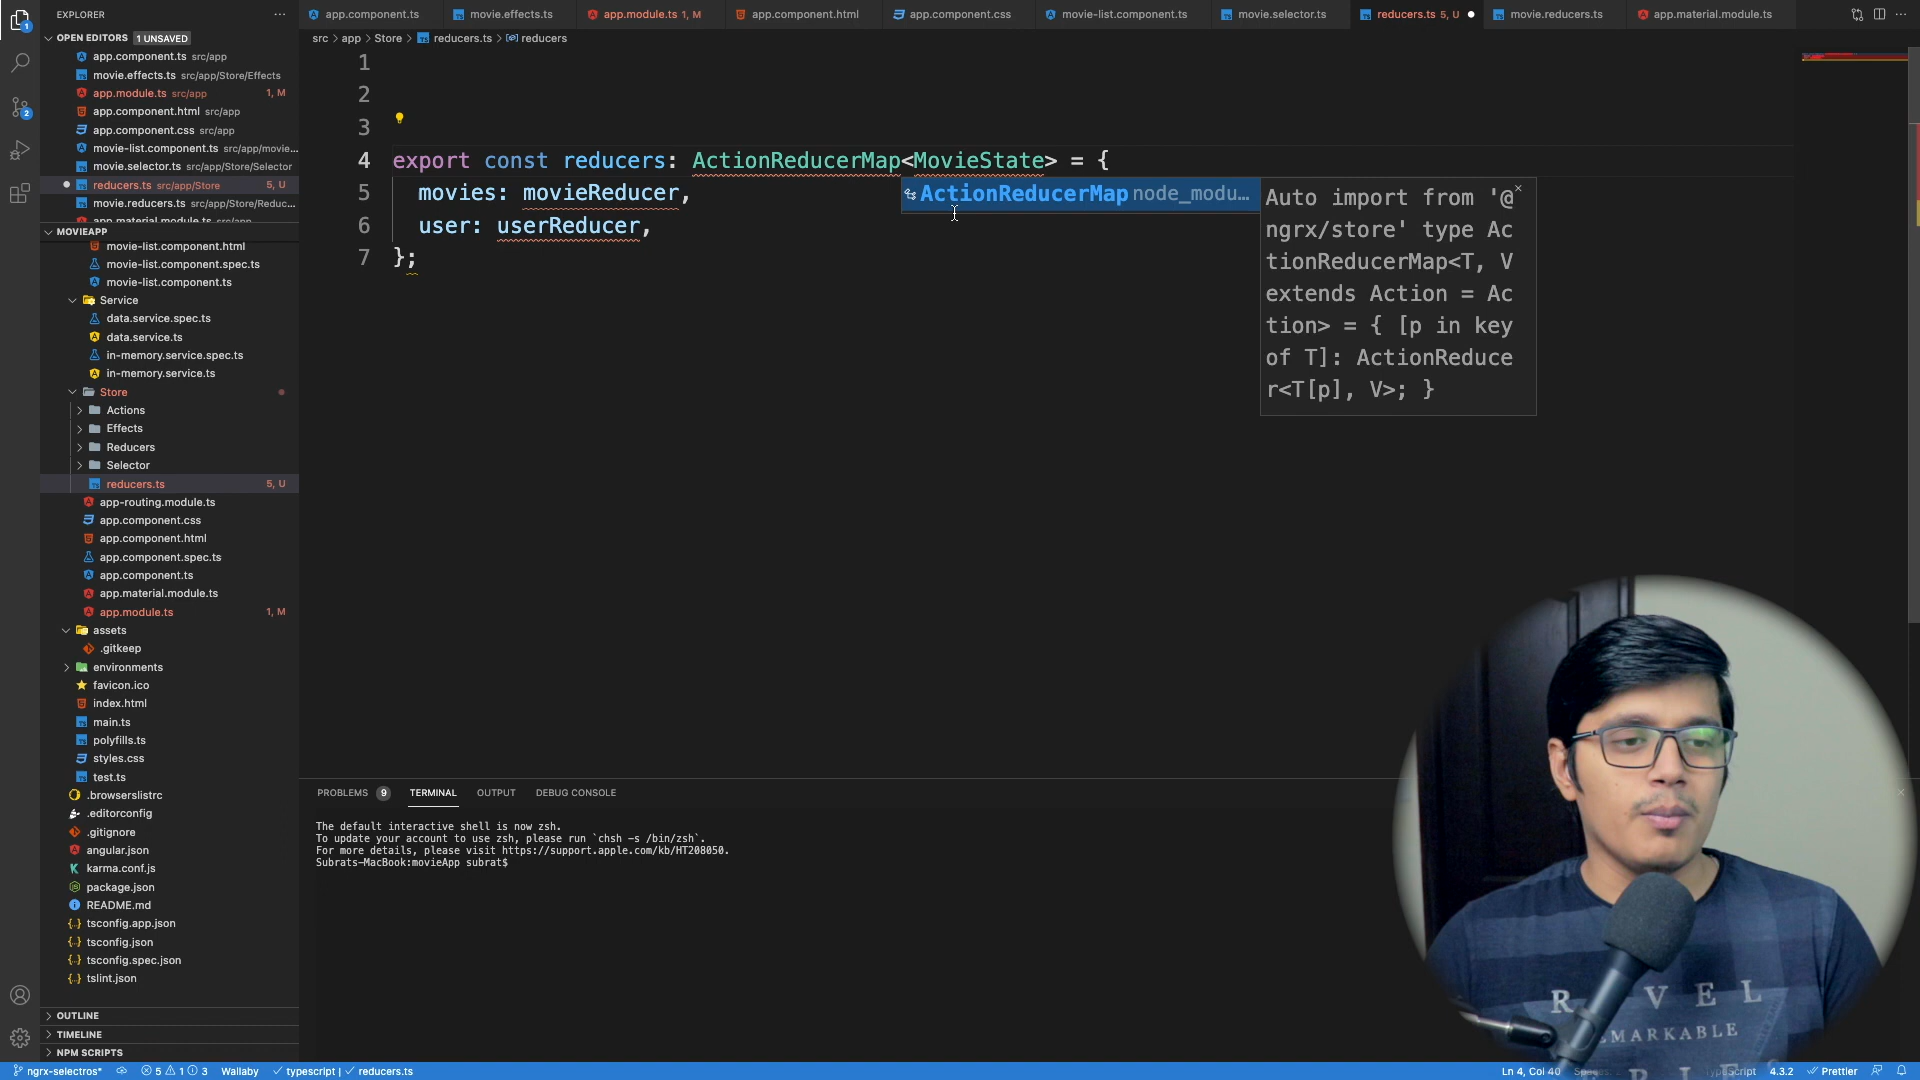 EXPLORER
OPEN EDITORS 1 UNSAVED
app.component.ts src/app
movie.effects.ts src/app/Store/Effects
app.module.ts src/app 1, M
app.component.html src/app
app.component.css src/app
movie-list.component.ts src/app/movie...
movie.selector.ts src/app/Store/Selector
reducers.ts src/app/Store 5, U
movie.reducers.ts src/app/Store/Reduc...
app.material.module.ts src/app
MOVIEAPP
movie-list.component.html
movie-list.component.spec.ts
movie-list.component.ts
Service
data.service.spec.ts
data.service.ts
in-memory.service.spec.ts
in-memory.service.ts
Store
Actions
Effects
Reducers
Selector
reducers.ts 5, U
app-routing.module.ts
app.component.css
app.component.html
app.component.spec.ts
app.component.ts
app.material.module.ts
app.module.ts 1, M
assets
.gitkeep
environments
favicon.ico
index.html
main.ts
polyfills.ts
styles.css
test.ts
.browserslistrc
.editorconfig
.gitignore
angular.json
karma.conf.js
package.json
README.md
tsconfig.app.json
tsconfig.json
tsconfig.spec.json
tslint.json
OUTLINE
TIMELINE
NPM SCRIPTS
app.component.ts movie.effects.ts app.module.ts 1, M app.component.html app.component.css movie-list.component.ts movie.selector.ts reducers.ts 5, U movie.reducers.ts app.material.module.ts
src > app > Store > reducers.ts > reducers
1
2
3
4 export const reducers: ActionReducerMap<MovieState> = {
5 movies: movieReducer,
6 user: userReducer,
7 };
ActionReducerMap node_modu...
Auto import from '@
ngrx/store' type Ac
tionReducerMap<T, V
extends Action = Ac
tion> = { [p in key
of T]: ActionReduce
r<T[p], V>; }
PROBLEMS 9 TERMINAL OUTPUT DEBUG CONSOLE
The default interactive shell is now zsh.
To update your account to use zsh, please run `chsh -s /bin/zsh`.
For more details, please visit https://support.apple.com/kb/HT208050.
Subrats-MacBook:movieApp subrat$
R VEL
EMARKABLE
ngrx-selectros* 5 1 3 Wallaby typescript | reducers.ts Ln 4, Col 40 TypeScript 4.3.2 Prettier